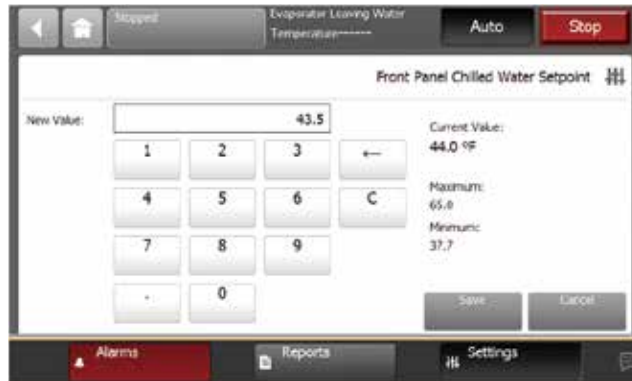 Stopped
Evaporator Leaving Water
Temperature------
Auto
Stop
Front Panel Chilled Water Setpoint
New Value:
43.5
Current Value:
44.0 ºF
Maximum:
65.0
Minimum:
37.7
1 2 3 ←
4 5 6 C
7 8 9
. 0
Save
Cancel
Alarms
Reports
Settings